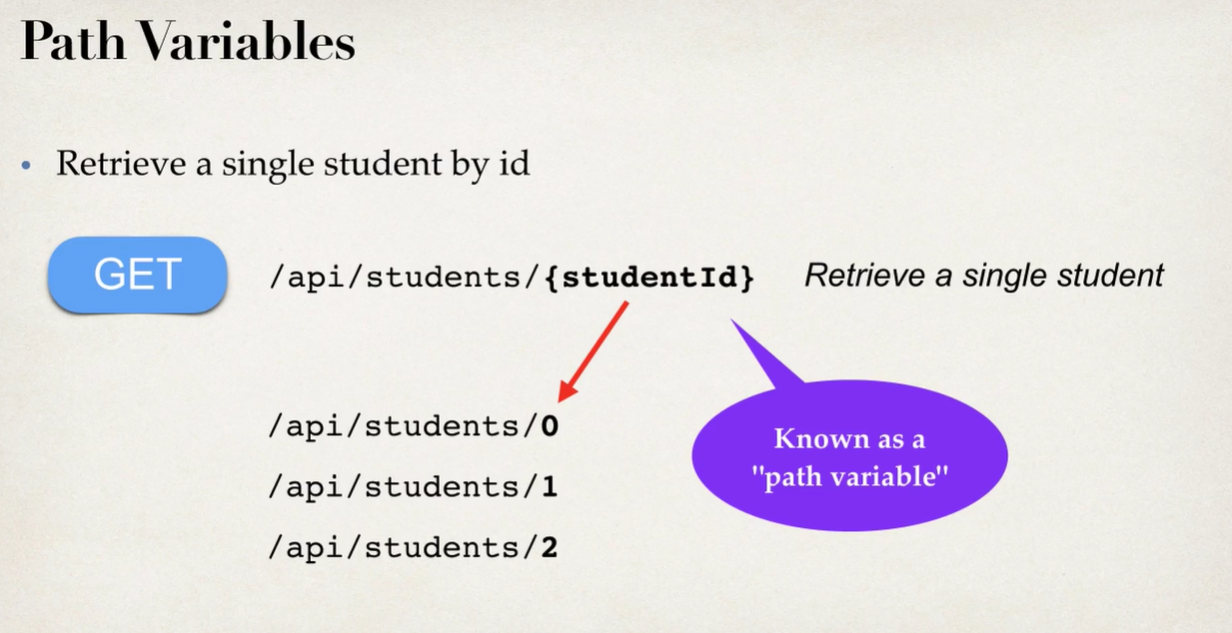 Path Variables
• Retrieve a single student by id
GET /api/students/{studentId} Retrieve a single student
/api/students/0
/api/students/1
/api/students/2
Known as a
"path variable"